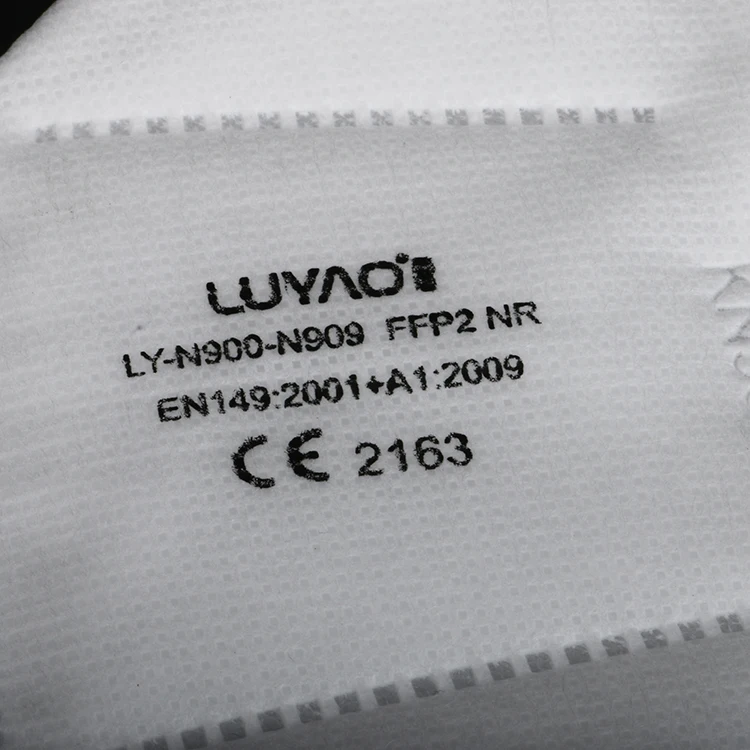 LUYAO
LY-N900-N909 FFP2 NR
EN149:2001+A1:2009
CE 2163